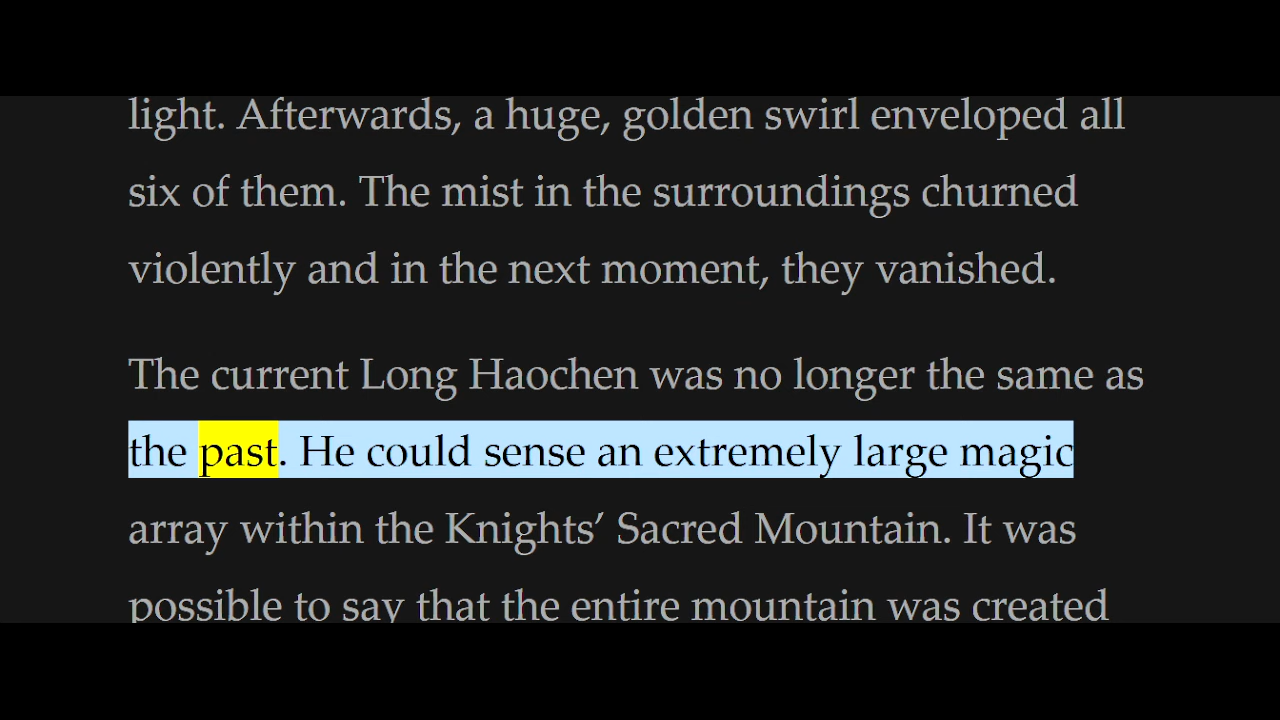 light. Afterwards, a huge, golden swirl enveloped all
six of them. The mist in the surroundings churned
violently and in the next moment, they vanished.
The current Long Haochen was no longer the same as
the past. He could sense an extremely large magic
array within the Knights’ Sacred Mountain. It was
possible to say that the entire mountain was created